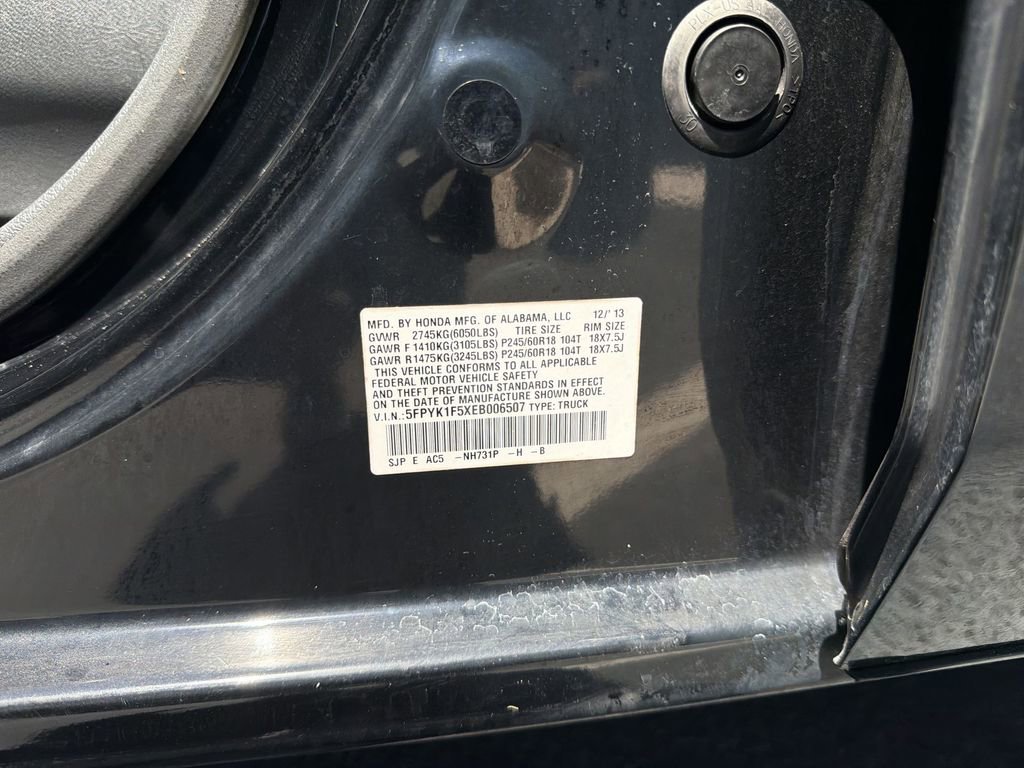 HONDA
30
MFD. BY HONDA MFG. OF ALABAMA, LLC 12/'13
GVWR 2745KG(6050LBS) TIRE SIZE RIM SIZE
GAWR F 1410KG(3105LBS) P245/60R18 104T 18X7.5J
GAWR R1475KG(3245LBS) P245/60R18 104T 18X7.5J
THIS VEHICLE CONFORMS TO ALL APPLICABLE
FEDERAL MOTOR VEHICLE SAFETY
AND THEFT PREVENTION STANDARDS IN EFFECT
ON THE DATE OF MANUFACTURE SHOWN ABOVE.
V.I.N.:5FPYK1F5XEB006507 TYPE: TRUCK
SJP E AC5 -NH731P -H -B